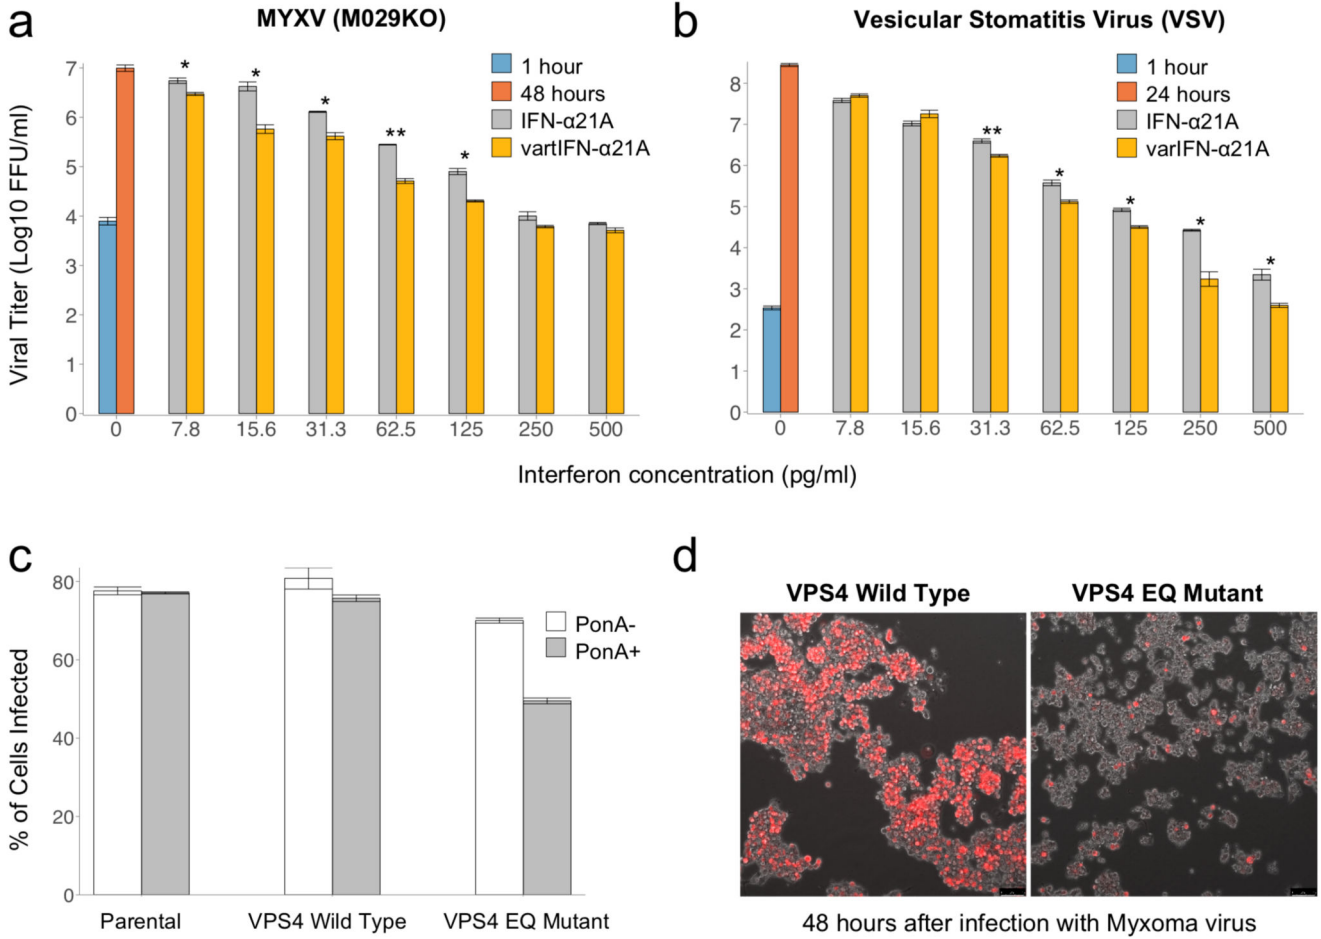 a
MYXV (M029KO)
Viral Titer (Log10 FFU/ml)
7
6
5
4
3
2
1
0
* * * ** *
1 hour
48 hours
IFN-α21A
vartIFN-α21A
0 7.8 15.6 31.3 62.5 125 250 500
b
Vesicular Stomatitis Virus (VSV)
8
7
6
5
4
3
2
1
0
** * * * *
1 hour
24 hours
IFN-α21A
varIFN-α21A
0 7.8 15.6 31.3 62.5 125 250 500
Interferon concentration (pg/ml)
c
% of Cells Infected
80
60
40
20
0
PonA-
PonA+
Parental VPS4 Wild Type VPS4 EQ Mutant
d
VPS4 Wild Type VPS4 EQ Mutant
48 hours after infection with Myxoma virus